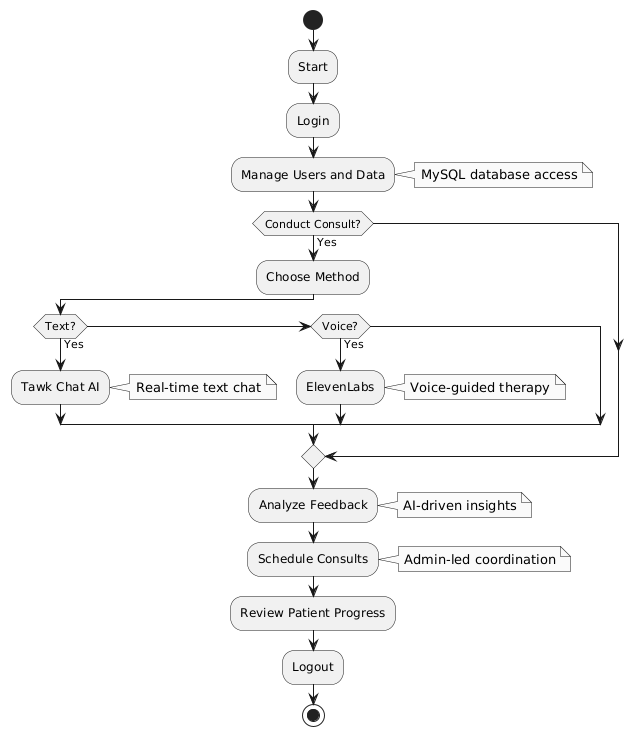 Start
Login
Manage Users and Data
MySQL database access
Conduct Consult?
Yes
Choose Method
Text?
Voice?
Yes
Yes
Tawk Chat AI
Real-time text chat
ElevenLabs
Voice-guided therapy
Analyze Feedback
AI-driven insights
Schedule Consults
Admin-led coordination
Review Patient Progress
Logout